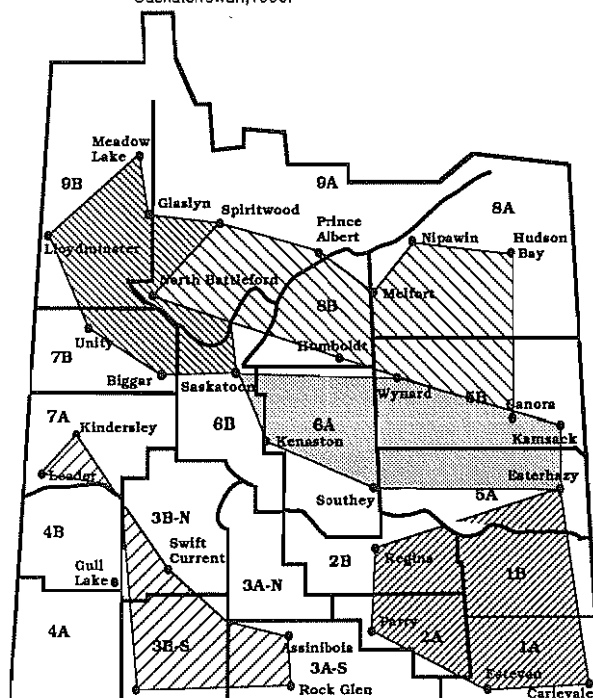 Saskatchewan, 1990.
Meadow
Lake
9B
9A
8A
Glaslyn
Spiritwood
Prince
Albert
Nipawin
Hudson
Bay
Lloydminster
North Battleford
8B
Melfort
Unity
7B
Humboldt
Biggar
Saskatoon
Wynard
5B
Canora
7A
Kindersley
6B
6A
Kamsack
Kenaston
Leader
Southey
Esterhazy
5A
3B-N
4B
Swift
Current
Gull
Lake
2B
Regina
1B
3A-N
4A
3B-S
Parry
2A
1A
Assiniboia
3A-S
Rock Glen
Estevan
Carievale